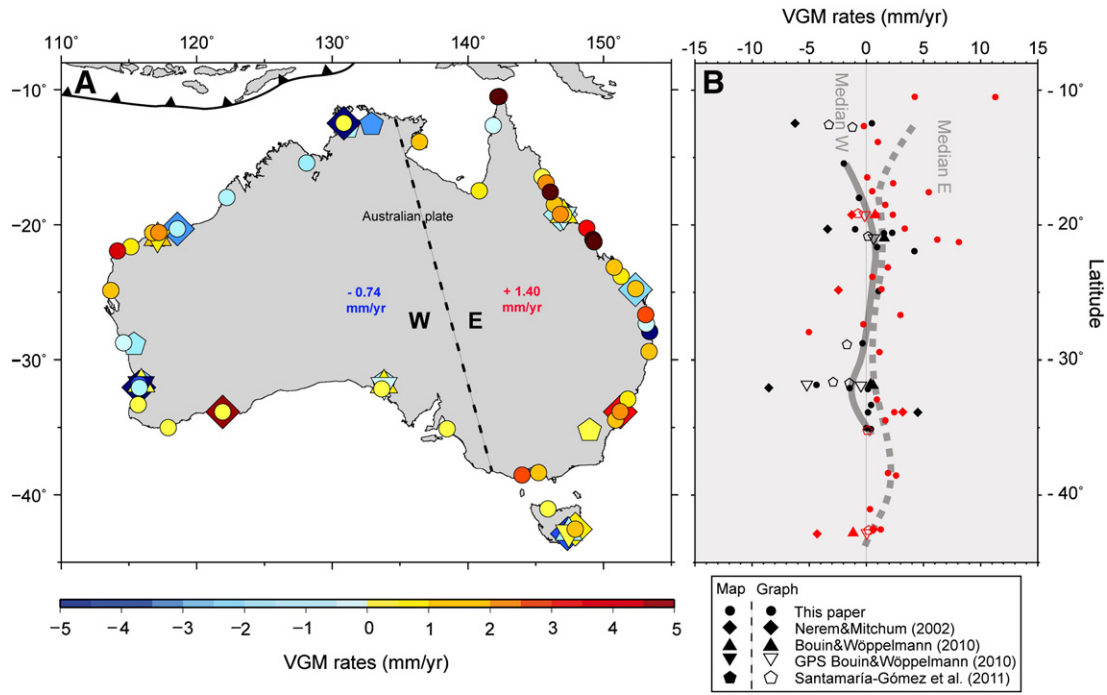 VGM rates (mm/yr)
110° 120° 130° 140° 150°
-15 -10 -5 0 5 10 15
A
B
−10°
−20°
−30°
−40°
Australian plate
- 0.74
mm/yr
+ 1.40
mm/yr
W E
Median W
Median E
- 10°
- 20°
- 30°
- 40°
Latitude
−5 −4 −3 −2 −1 0 1 2 3 4 5
VGM rates (mm/yr)
Map Graph
This paper
Nerem&Mitchum (2002)
Bouin&Wöppelmann (2010)
GPS Bouin&Wöppelmann (2010)
Santamaría-Gómez et al. (2011)